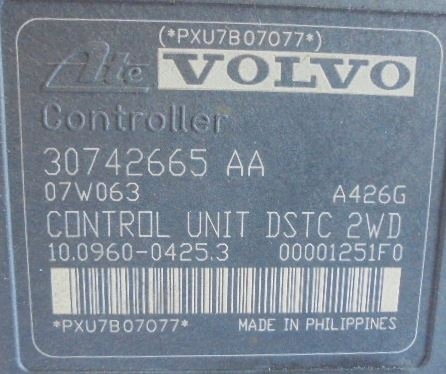 (*PXU7B07077*)
Ate VOLVO
Controller
30742665 AA
07W063 A426G
CONTROL UNIT DSTC 2WD
10.0960-0425.3 00001251F0
*PXU7B07077* MADE IN PHILIPPINES